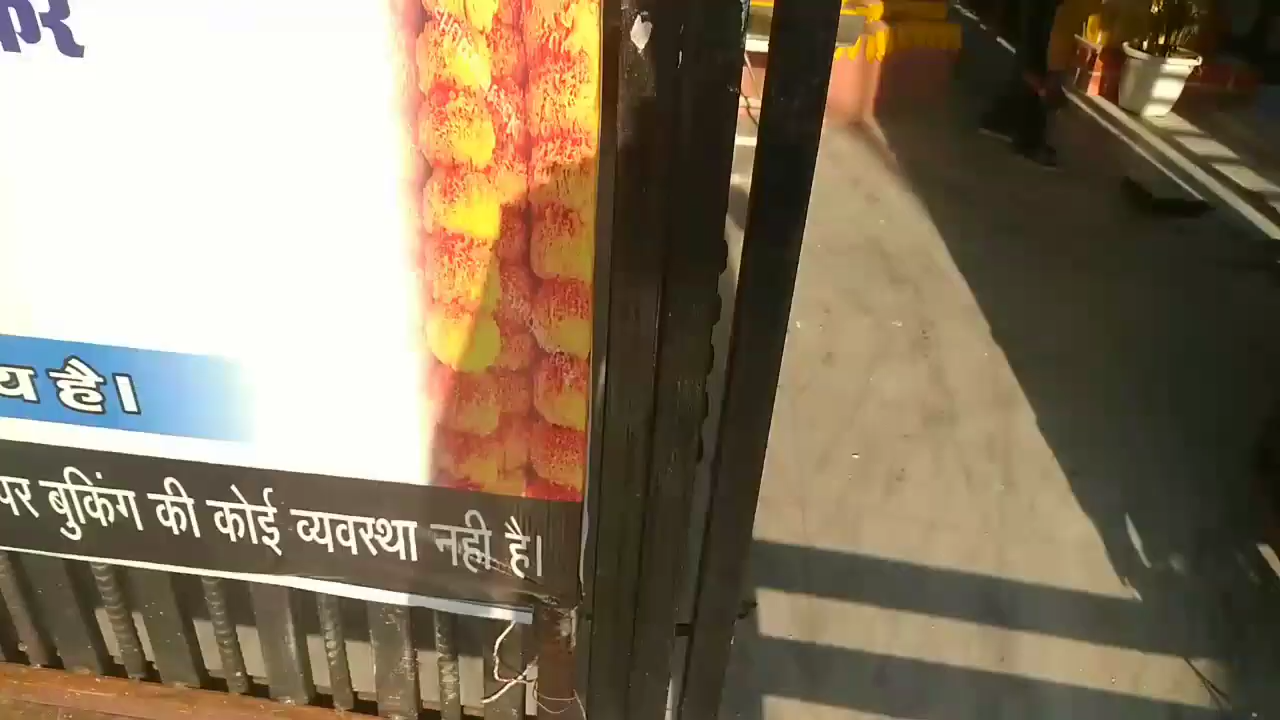 है।
पर बुकिंग की कोई व्यवस्था नही है।